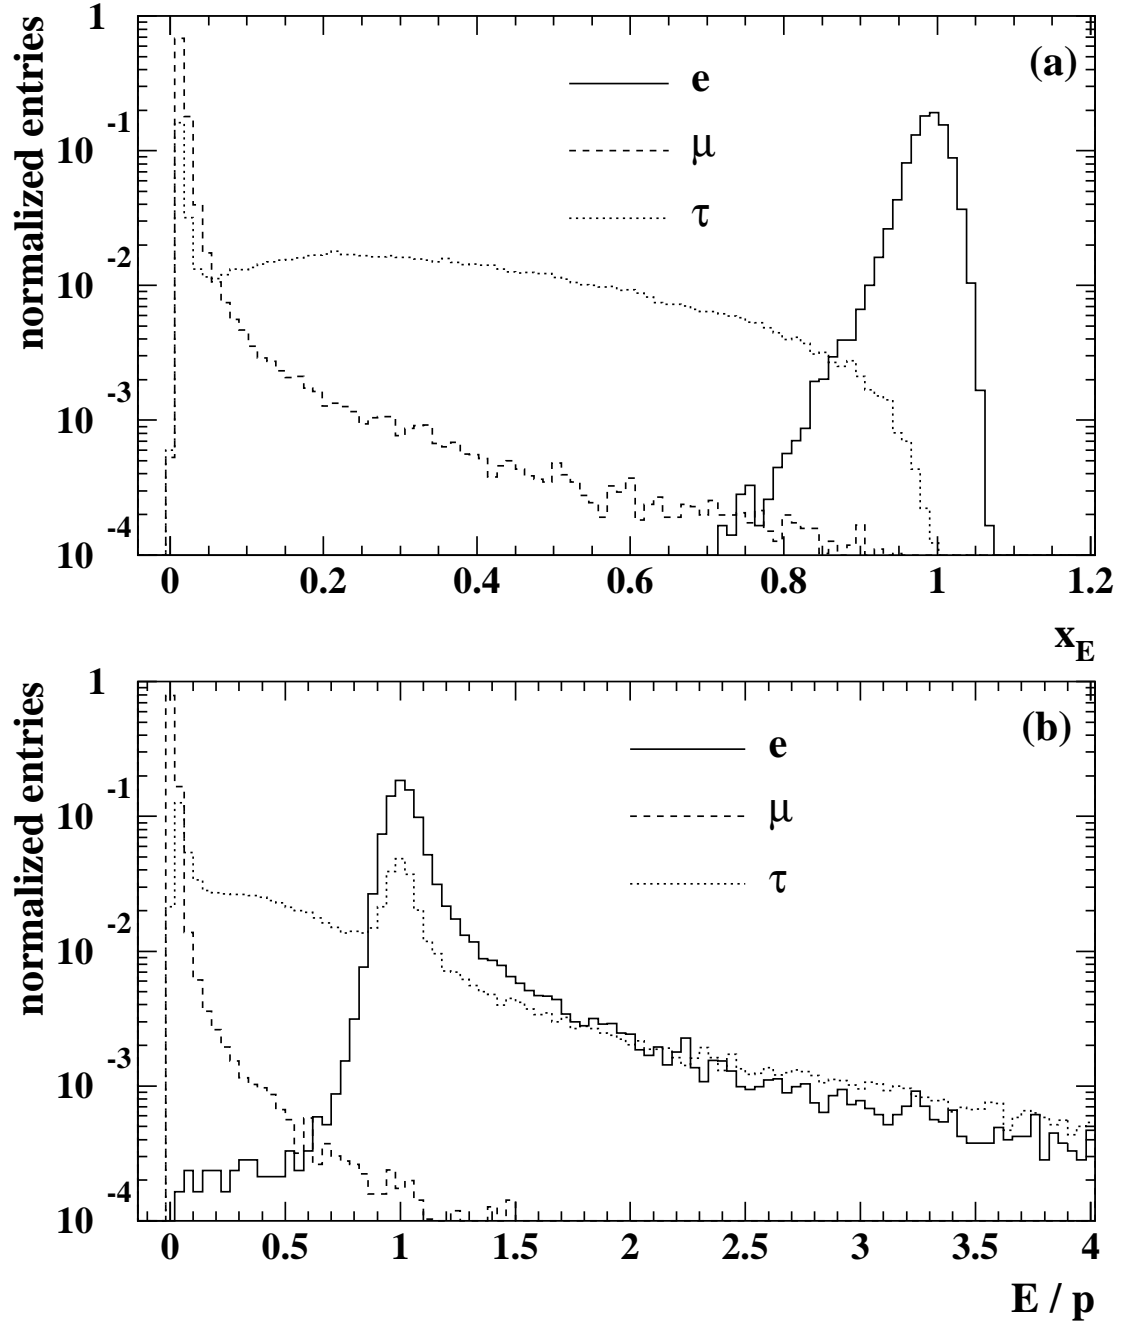 1
(a)
e
μ
τ
normalized entries
10 -1
10 -2
10 -3
10 -4
0 0.2 0.4 0.6 0.8 1 1.2
x_E
1
(b)
e
μ
τ
normalized entries
10 -1
10 -2
10 -3
10 -4
0 0.5 1 1.5 2 2.5 3 3.5 4
E / p